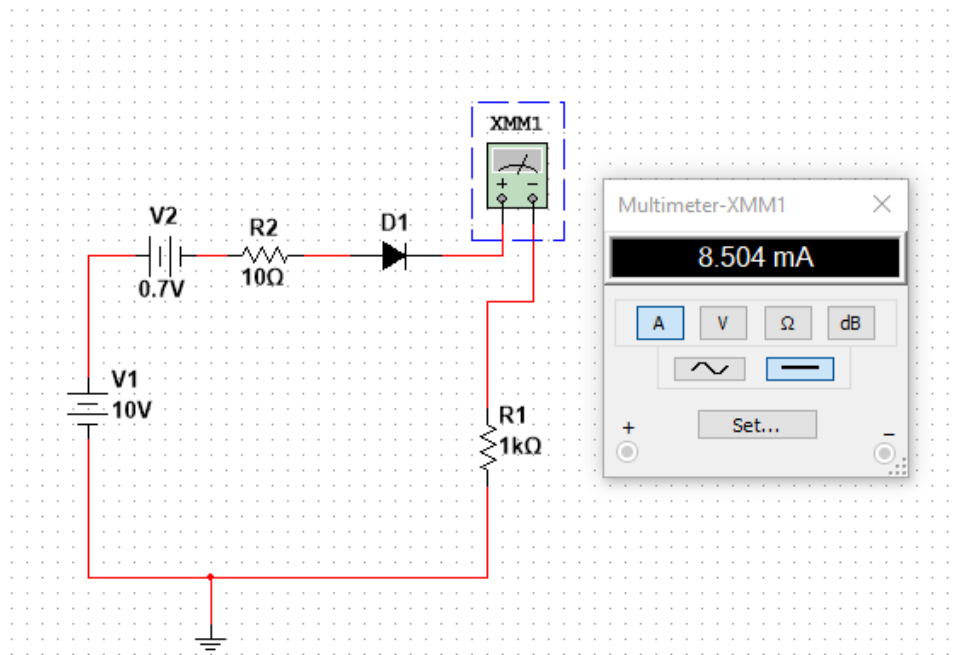 XMM1
+ −
V2
0.7V
R2
10Ω
D1
V1
10V
R1
1kΩ
Multimeter-XMM1
8.504 mA
A V Ω dB
Set...
+ −